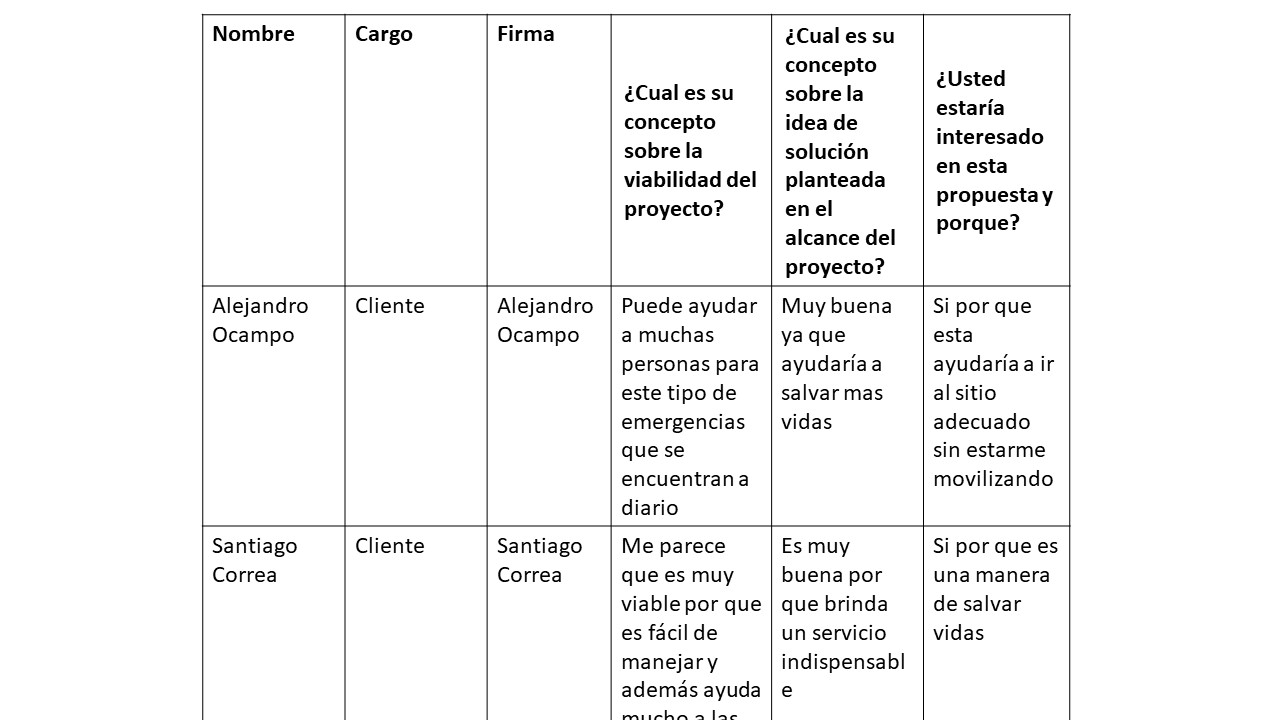 Nombre
Cargo
Firma
¿Cual es su
concepto
sobre la
viabilidad del
proyecto?
¿Cual es su
concepto
sobre la
idea de
solución
planteada
en el
alcance del
proyecto?
¿Usted
estaría
interesado
en esta
propuesta y
porque?
Alejandro
Ocampo
Cliente
Alejandro
Ocampo
Puede ayudar
a muchas
personas para
este tipo de
emergencias
que se
encuentran a
diario
Muy buena
ya que
ayudaría a
salvar mas
vidas
Si por que
esta
ayudaría a ir
al sitio
adecuado
sin estarme
movilizando
Santiago
Correa
Cliente
Santiago
Correa
Me parece
que es muy
viable por que
es fácil de
manejar y
además ayuda
mucho a las
Es muy
buena por
que brinda
un servicio
indispensabl
e
Si por que es
una manera
de salvar
vidas